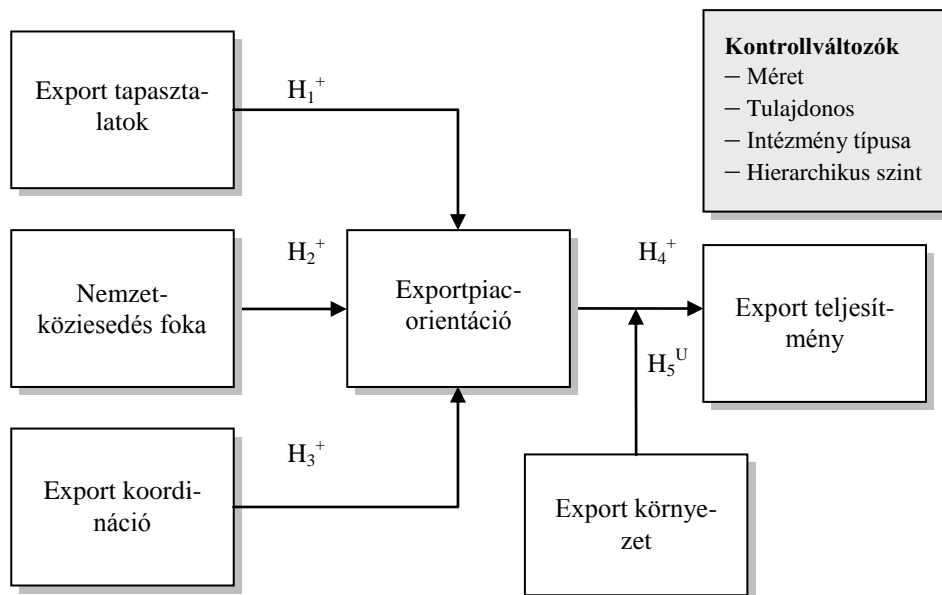 Export tapaszta-
latok
H1+
Kontrollváltozók
– Méret
– Tulajdonos
– Intézmény típusa
– Hierarchikus szint
Nemzet-
köziesedés foka
H2+
Exportpiac-
orientáció
H4+
Export teljesít-
mény
H5U
Export koordi-
náció
H3+
Export környe-
zet